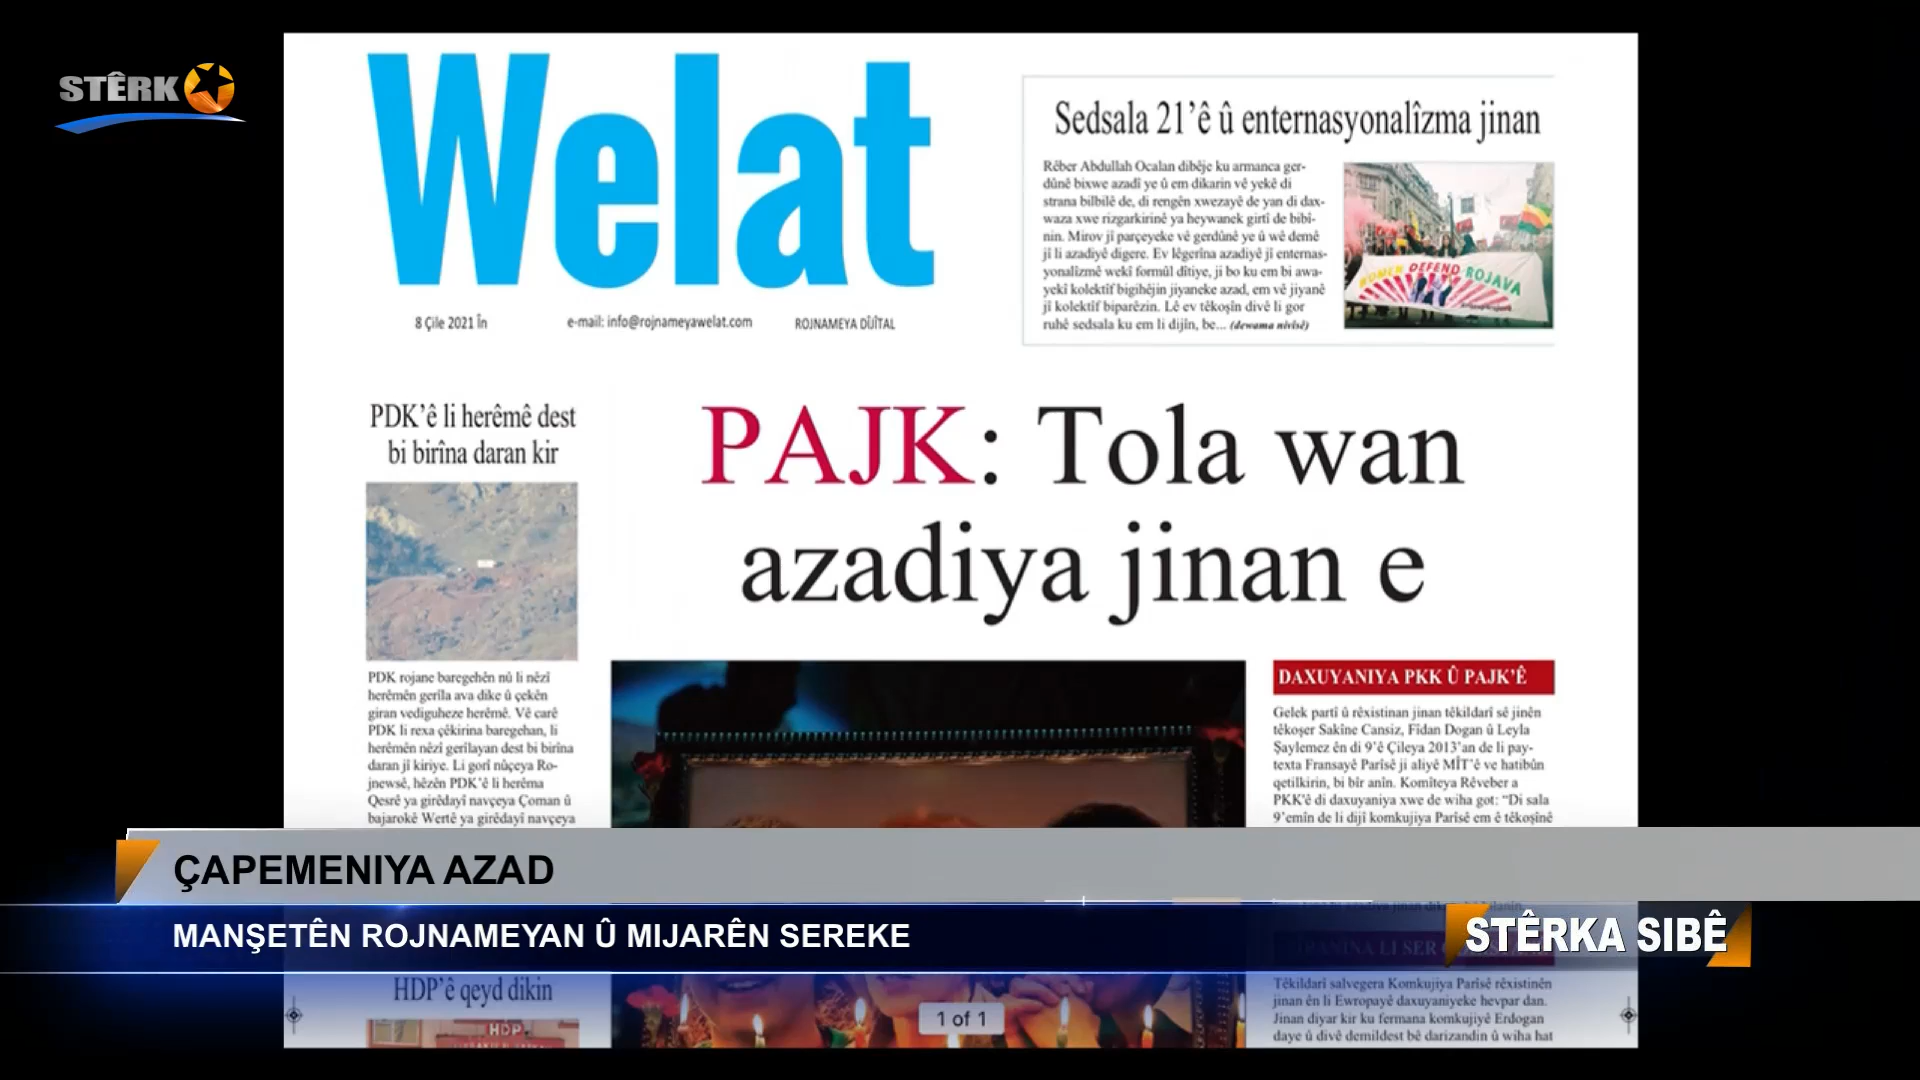 STÊRK
Welat
8 Çile 2021 În
e-mail: info@rojnameyawelat.com
ROJNAMEYA DÎJÎTAL
Sedsala 21’ê û enternasyonalîzma jinan
Rêber Abdullah Ocalan dibêje ku armanca ger-
dûnê bixwe azadî ye û em dikarin vê yekê di
strana bilbilê de, di rengên xwezayê de yan di dax-
waza xwe rizgarkirinê ya heywanek girtî de bibî-
nin. Mirov jî parçeyeke vê gerdûnê ye û wê demê
jî li azadiyê digere. Ev lêgerîna azadiyê jî enternas-
yonalîzmê wekî formûl dîtiye, ji bo ku em bi awa-
yekî kolektîf bigihêjin jiyaneke azad, em vê jiyanê
jî kolektîf biparêzin. Lê ev têkoşîn divê li gor
ruhê sedsala ku em li dijîn, be... (dewama nivîsê)
WOMEN DEFEND ROJAVA
PDK’ê li herêmê dest
bi birîna daran kir
PAJK: Tola wan
azadiya jinan e
PDK rojane baregehên nû li nêzî
herêmên gerîla ava dike û çekên
giran vediguheze herêmê. Vê carê
PDK li rexa çêkirina baregehan, li
herêmên nêzî gerîlayan dest bi birîna
daran jî kiriye. Li gorî nûçeya Ro-
jnewsê, hêzên PDK’ê li herêma
Qesrê ya girêdayî navçeya Çoman û
bajarokê Wertê ya girêdayî navçeya
DAXUYANIYA PKK Û PAJK’Ê
Gelek partî û rêxistinan jinan têkildarî sê jinên
têkoşer Sakîne Cansiz, Fîdan Dogan û Leyla
Şaylemez ên di 9’ê Çileya 2013’an de li pay-
texta Fransayê Parîsê ji aliyê MÎT’ê ve hatibûn
qetilkirin, bi bîr anîn. Komîteya Rêveber a
PKK'ê di daxuyaniya xwe de wiha got: “Di sala
9’emîn de li dijî komkujiya Parîsê em ê têkoşînê
ÇAPEMENIYA AZAD
MANŞETÊN ROJNAMEYAN Û MIJARÊN SEREKE
STÊRKA SIBÊ
HDP’ê qeyd dikin
HDP
1 of 1
Têkildarî salvegera Komkujiya Parîsê rêxistinên
jinan ên li Ewropayê daxuyaniyeke hevpar dan.
Jinan diyar kir ku fermana komkujiyê Erdogan
daye û divê demildest bê darizandin û wiha hat